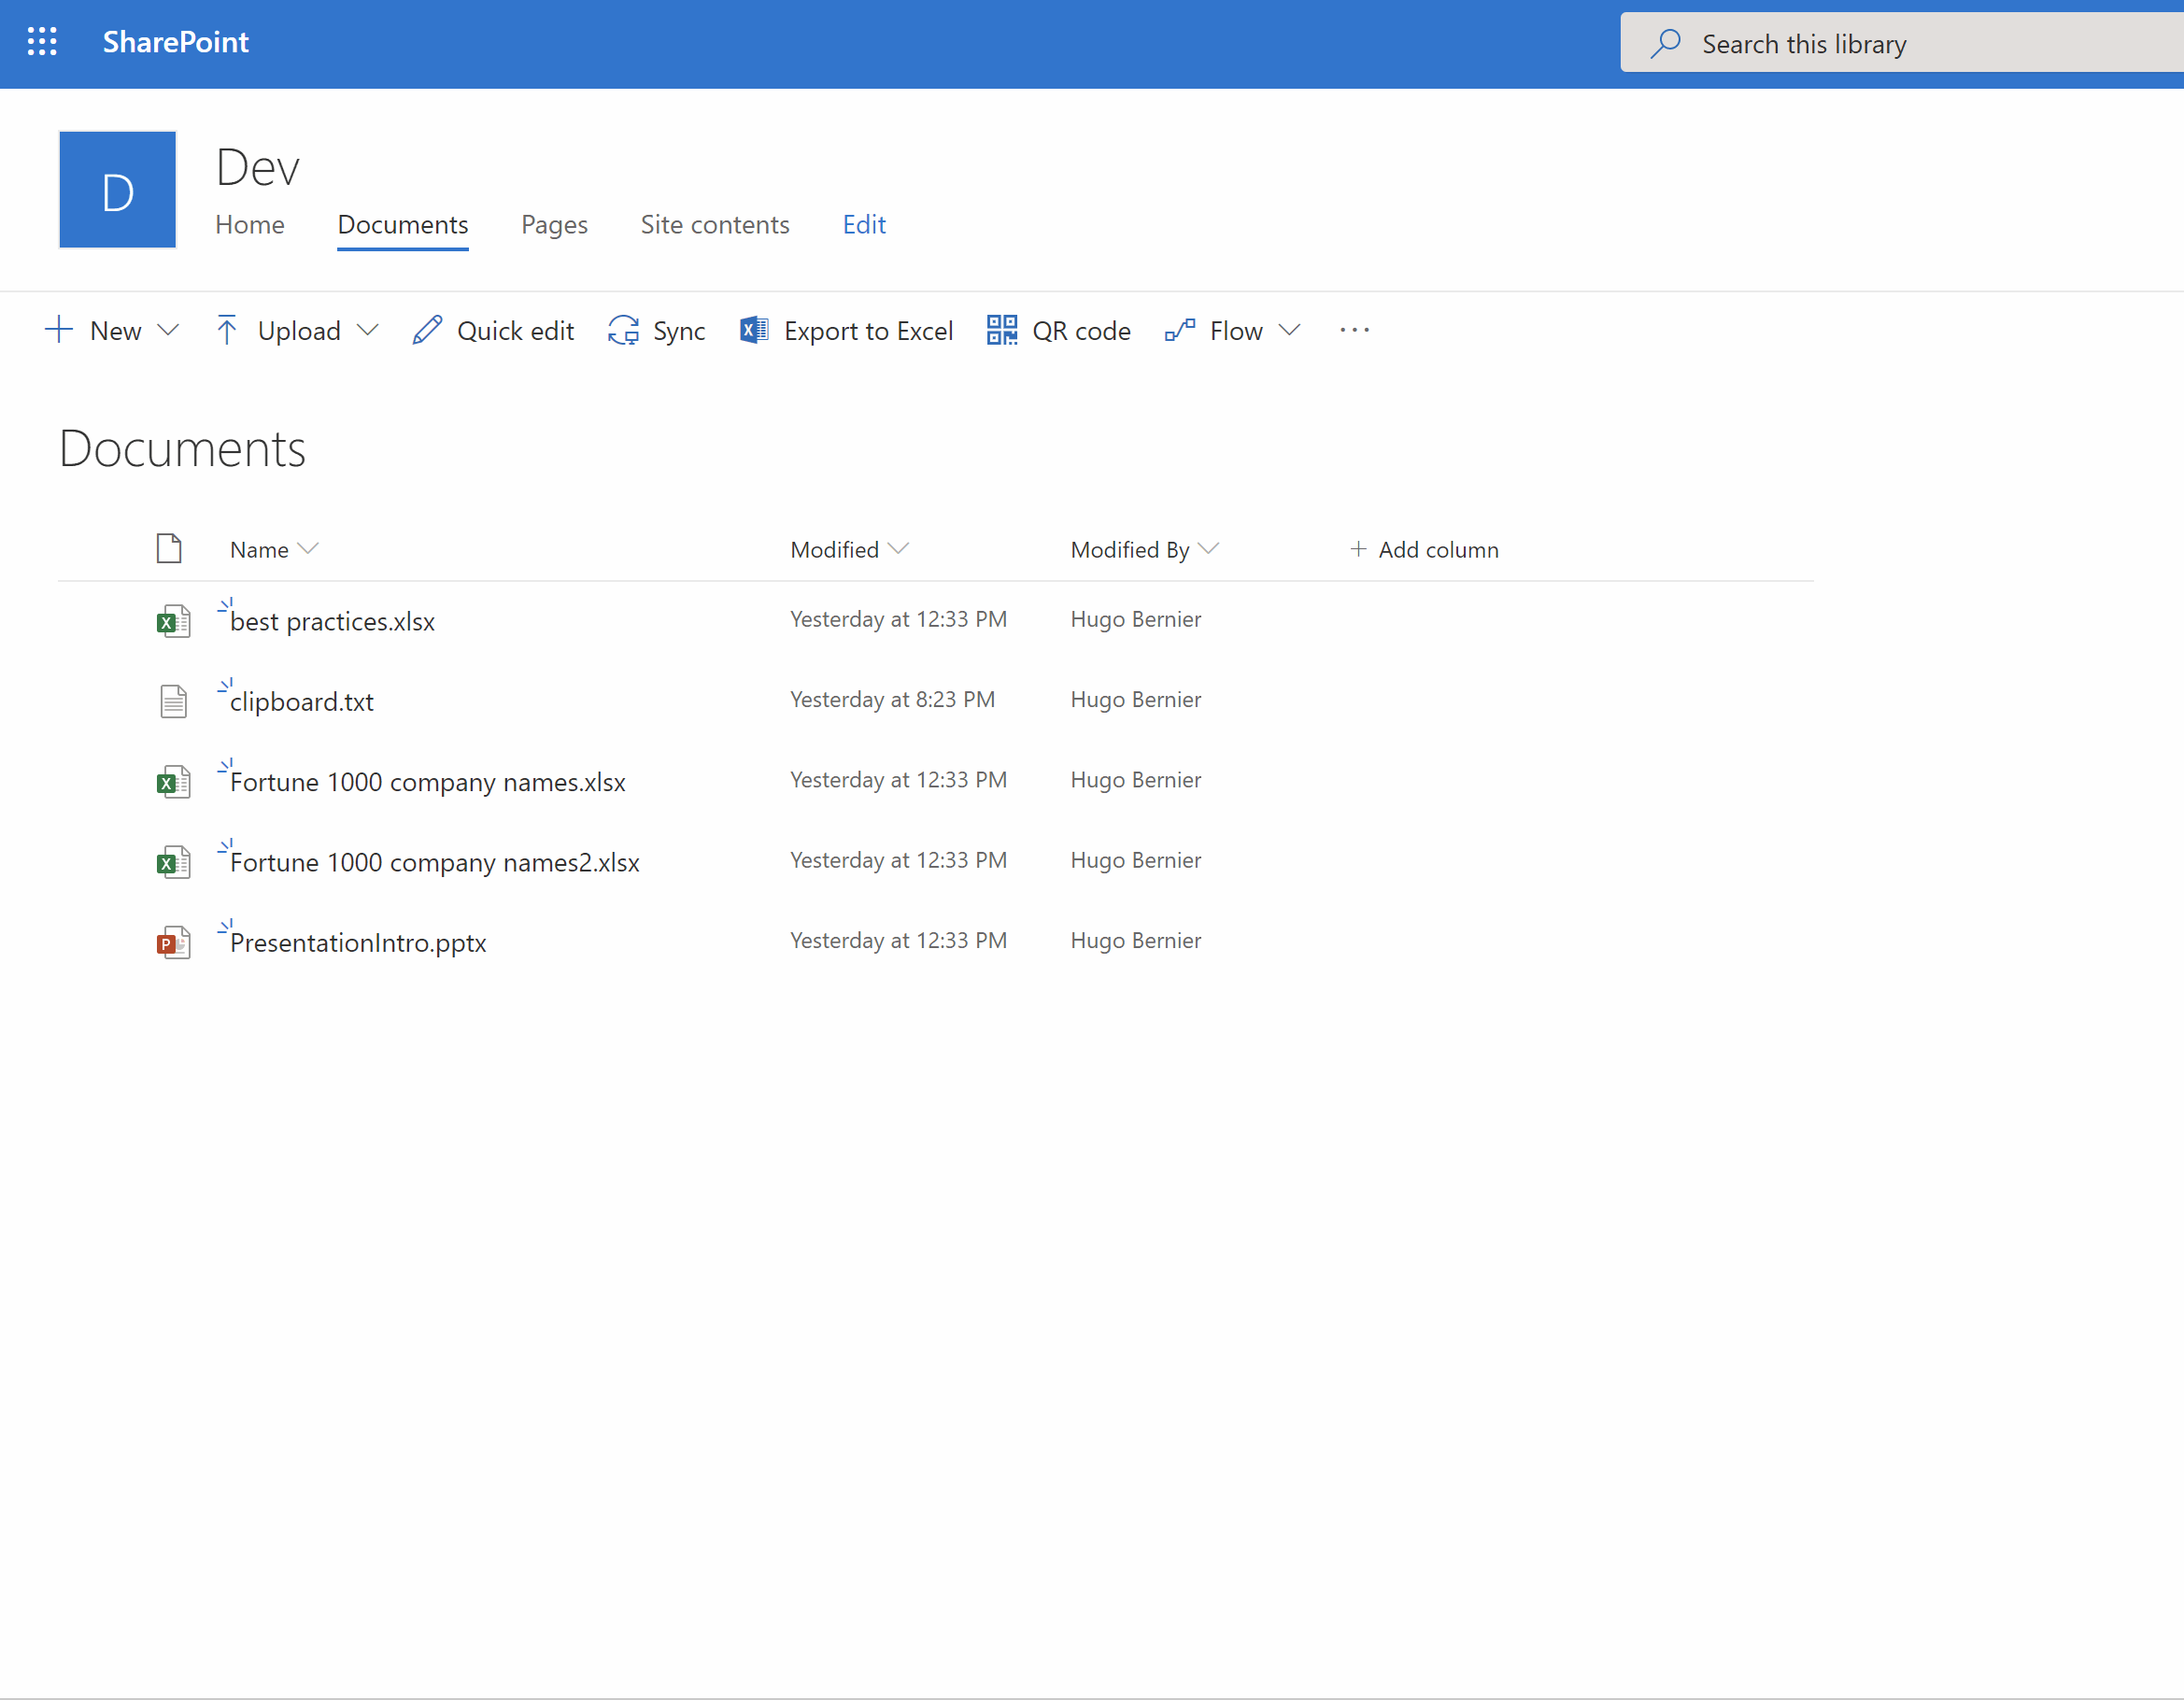 SharePoint
Search this library
D
Dev
Home Documents Pages Site contents Edit
New Upload Quick edit Sync Export to Excel QR code Flow ...
Documents
Name Modified Modified By + Add column
best practices.xlsx Yesterday at 12:33 PM Hugo Bernier
clipboard.txt Yesterday at 8:23 PM Hugo Bernier
Fortune 1000 company names.xlsx Yesterday at 12:33 PM Hugo Bernier
Fortune 1000 company names2.xlsx Yesterday at 12:33 PM Hugo Bernier
PresentationIntro.pptx Yesterday at 12:33 PM Hugo Bernier